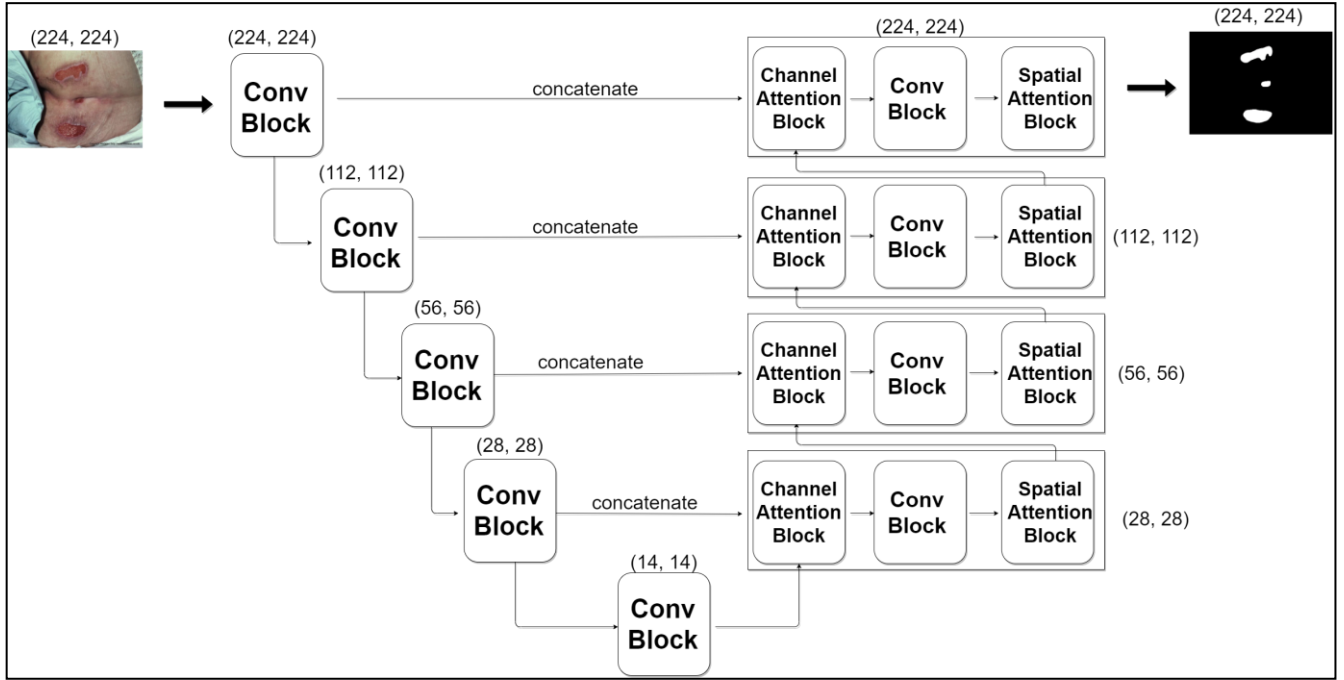 (224, 224)
(224, 224)
(224, 224)
(224, 224)
Conv
Block
concatenate
Channel
Attention
Block
Conv
Block
Spatial
Attention
Block
(112, 112)
Conv
Block
concatenate
Channel
Attention
Block
Conv
Block
Spatial
Attention
Block
(112, 112)
(56, 56)
Conv
Block
concatenate
Channel
Attention
Block
Conv
Block
Spatial
Attention
Block
(56, 56)
(28, 28)
Conv
Block
concatenate
Channel
Attention
Block
Conv
Block
Spatial
Attention
Block
(28, 28)
(14, 14)
Conv
Block